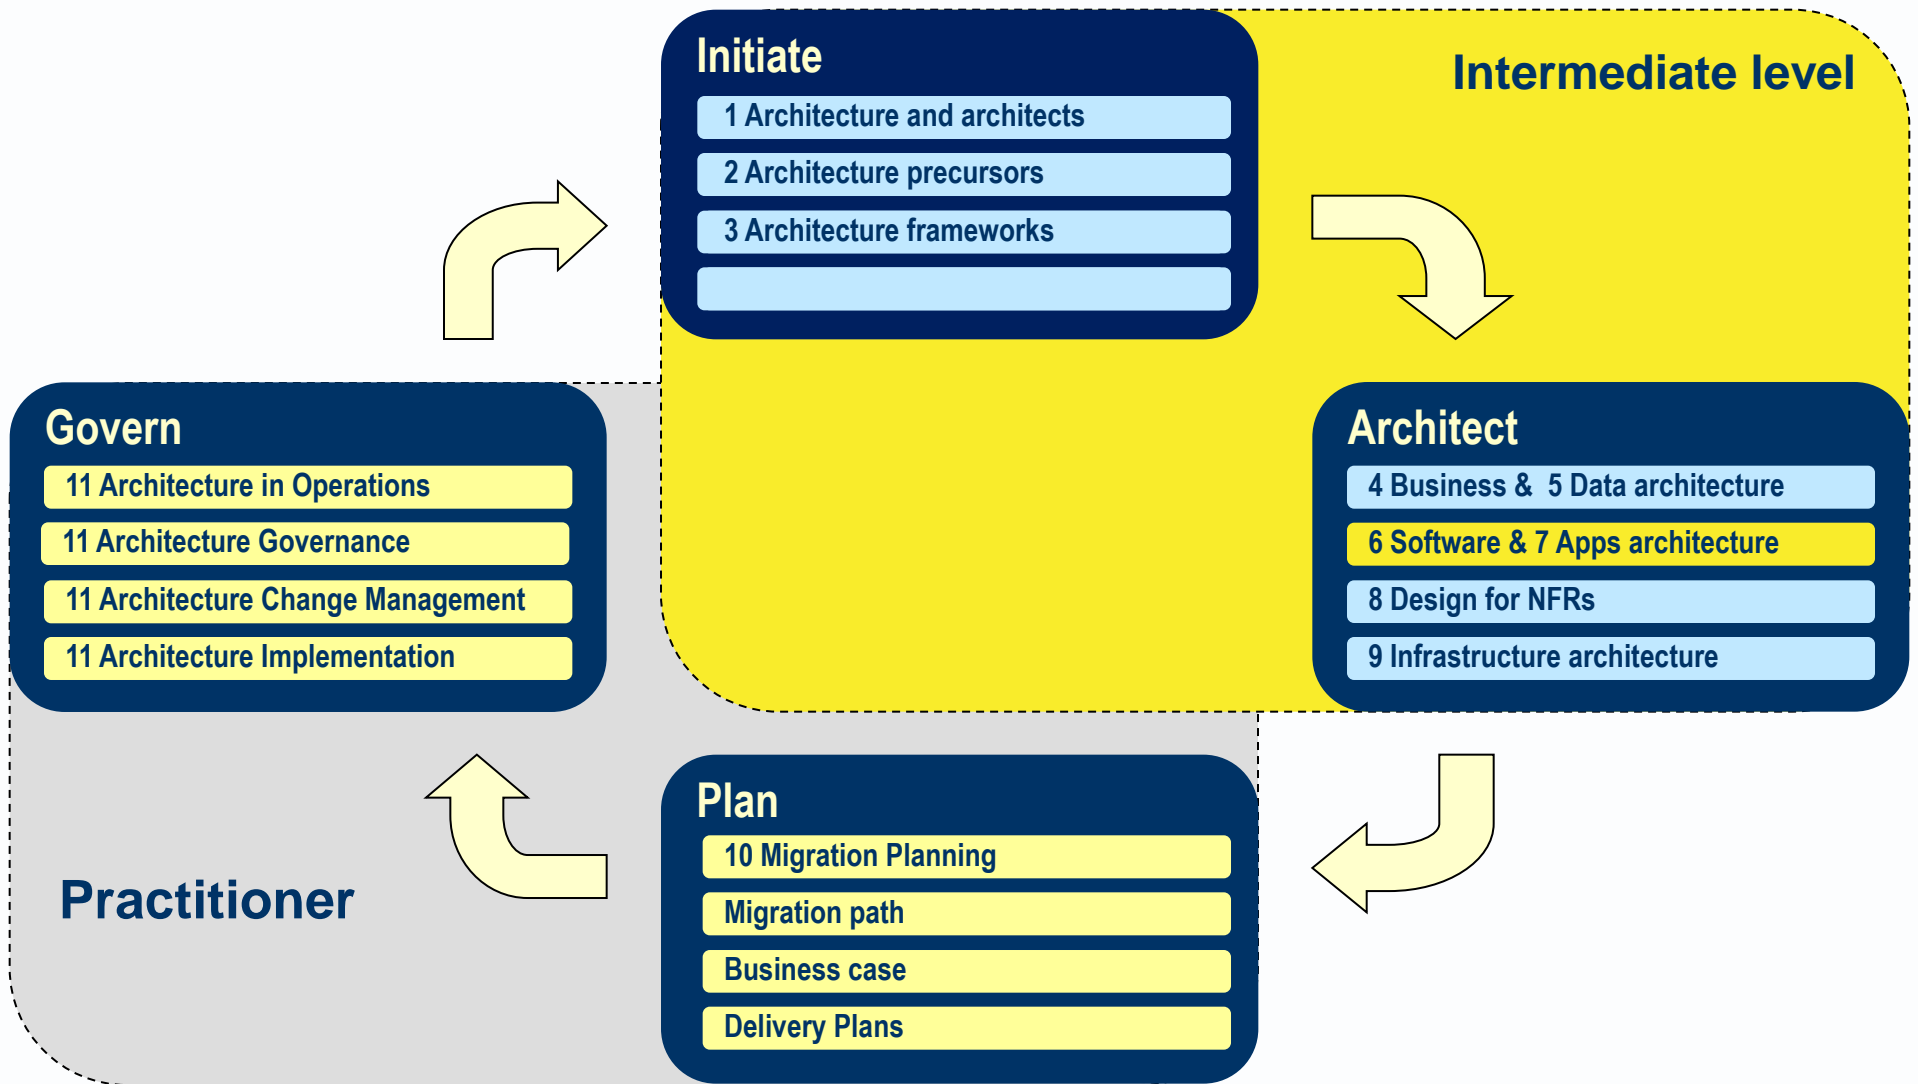 Initiate
1 Architecture and architects
2 Architecture precursors
3 Architecture frameworks
Intermediate level
Govern
11 Architecture in Operations
11 Architecture Governance
11 Architecture Change Management
11 Architecture Implementation
Architect
4 Business &  5 Data architecture
6 Software & 7 Apps architecture
8 Design for NFRs
9 Infrastructure architecture
Practitioner
Plan
10 Migration Planning
Migration path
Business case
Delivery Plans